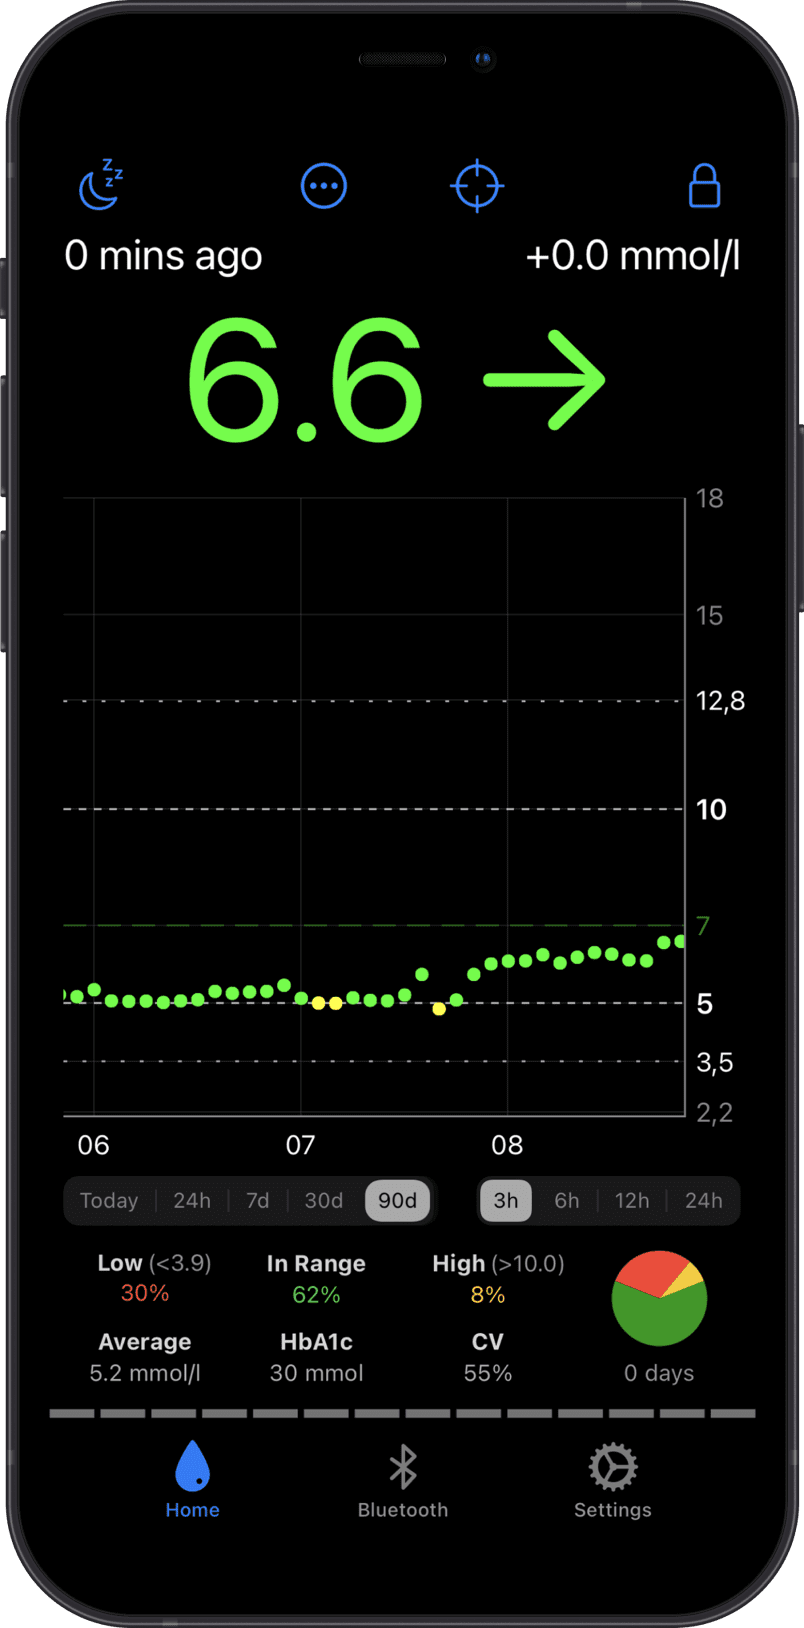 zzz
0 mins ago +0.0 mmol/l
6.6 →
18
15
12,8
10
7
5
3,5
2,2
06 07 08
Today 24h 7d 30d 90d 3h 6h 12h 24h
Low (<3.9) In Range High (>10.0)
30% 62% 8%
Average HbA1c CV
5.2 mmol/l 30 mmol 55% 0 days
Home Bluetooth Settings